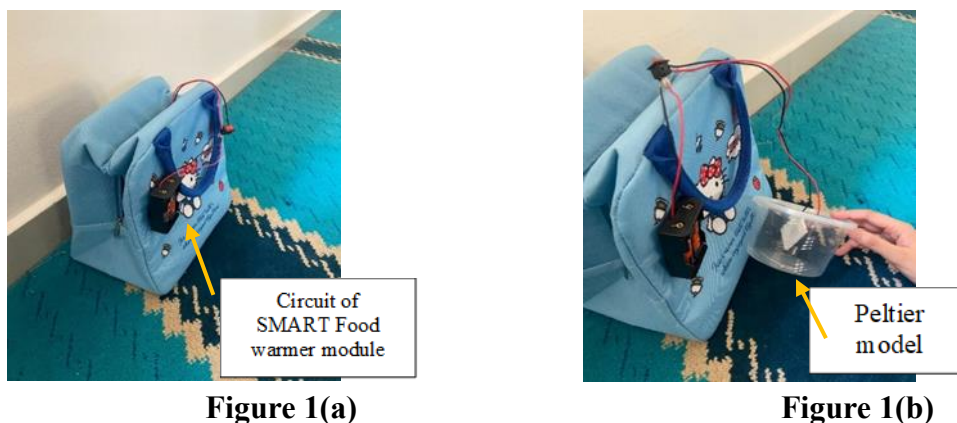 Circuit of
SMART Food
warmer module
Figure 1(a)
Peltier
model
Figure 1(b)